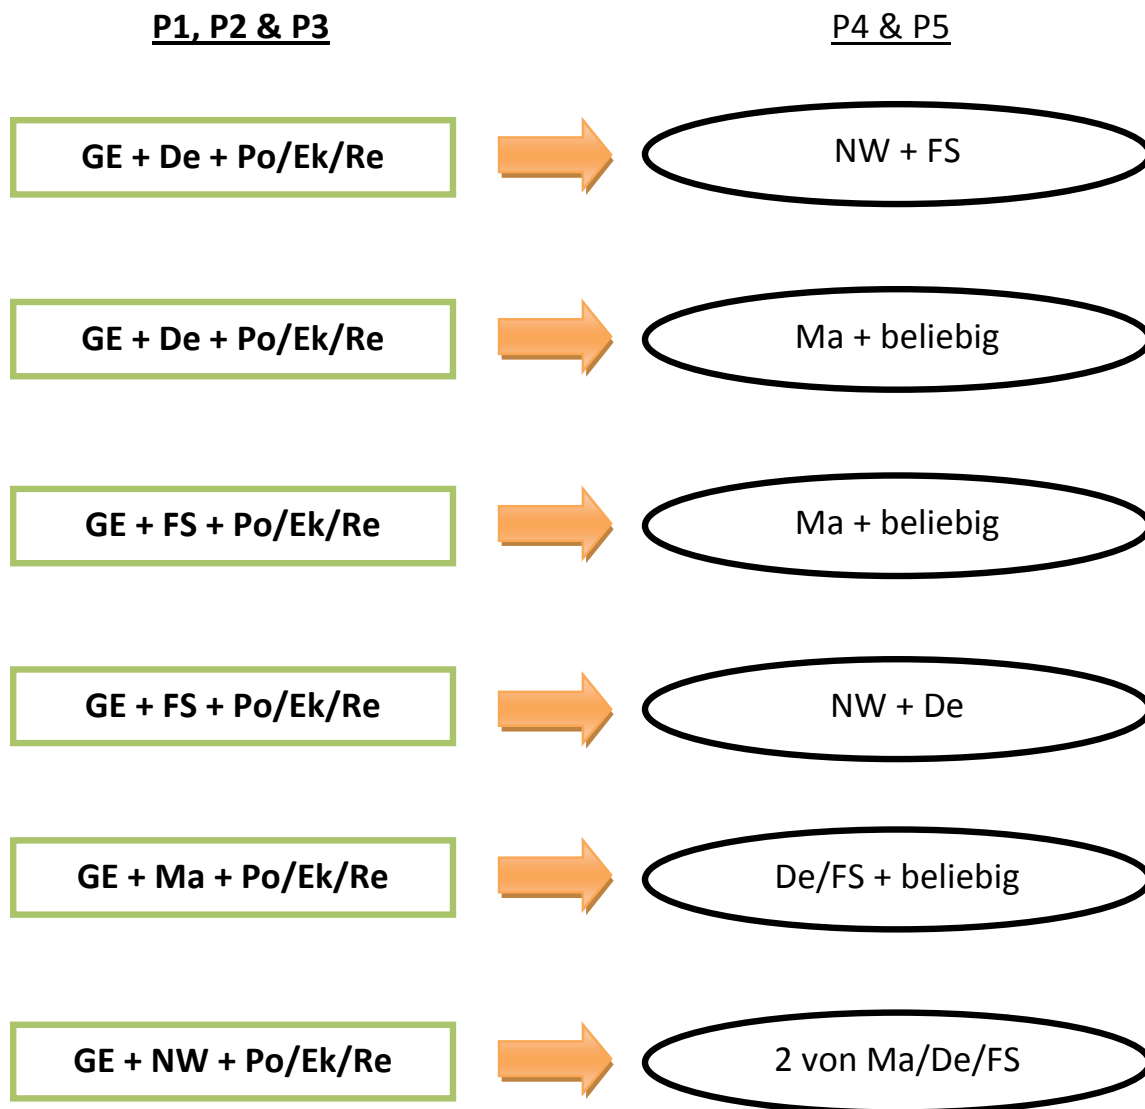 P1, P2 & P3 P4 & P5
GE + De + Po/Ek/Re NW + FS
GE + De + Po/Ek/Re Ma + beliebig
GE + FS + Po/Ek/Re Ma + beliebig
GE + FS + Po/Ek/Re NW + De
GE + Ma + Po/Ek/Re De/FS + beliebig
GE + NW + Po/Ek/Re 2 von Ma/De/FS